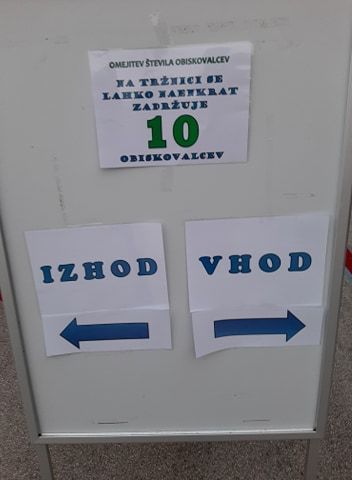 OMEJITEV ŠTEVILA OBISKOVALCEV
NA TRŽNICI SE
LAHKO NAENKRAT
ZADRŽUJE
10
OBISKOVALCEV
IZHOD
VHOD